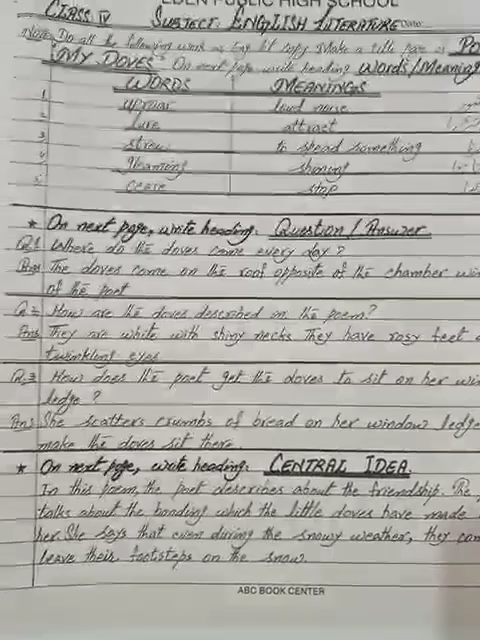 EDEN PUBLIC HIGH SCHOOL
CLASS IV SUBJECT: ENGLISH LITERATURE Date:
Note: Do all the following work on Eng lit copy. Make a title page as
"MY DOVES" On next page write heading Words/Meaning
WORDS MEANINGS
1 uproar loud noise
2 lure attract
3 strew to spead something
4 gleaming shining
5 cease stop
* On next page, write heading: Question / Answer
Q1 Where do the doves come every day?
Ans The doves come on the roof opposite of the chamber
of the poet
Q2 How are the doves described on the poem?
Ans They are white with shiny necks They have rosy feet
twinkling eyes
Q.3 How does the poet get the doves to sit on her
ledge?
Ans She scatters crumbs of bread on her window ledge
make the doves sit there.
* On next page, write heading: CENTRAL IDEA.
In this poem, the poet describes about the friendship. The
talks about the bonding which the little doves have made
her. She says that even during the snowy weather, they
leave their footsteps on the snow.
ABC BOOK CENTER